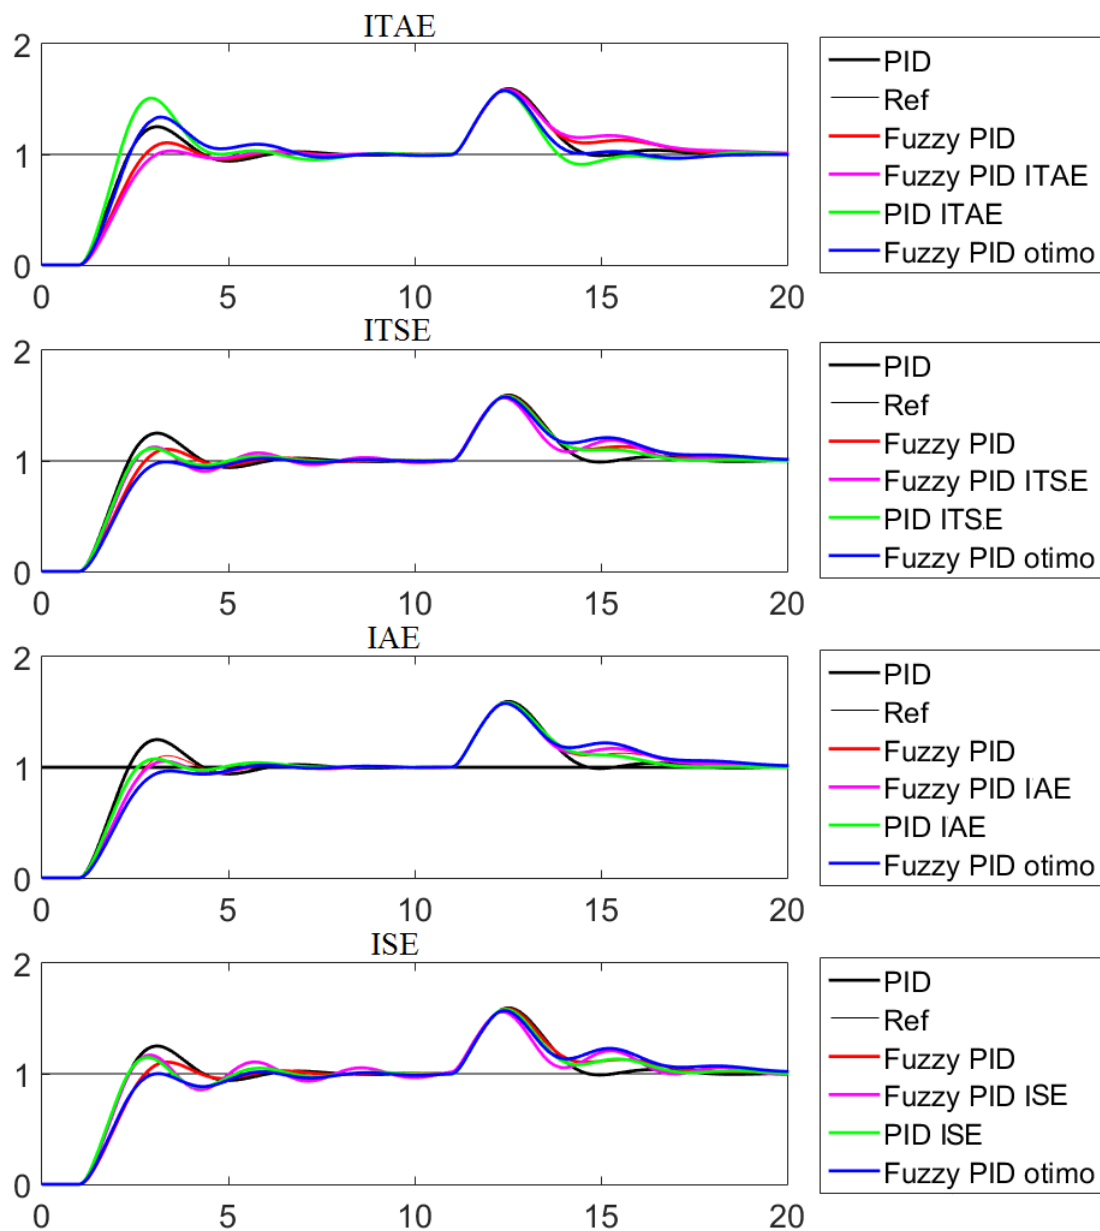 ITAE
2
1
0
0 5 10 15 20
PID
Ref
Fuzzy PID
Fuzzy PID ITAE
PID ITAE
Fuzzy PID otimo
ITSE
2
1
0
0 5 10 15 20
PID
Ref
Fuzzy PID
Fuzzy PID ITSE
PID ITSE
Fuzzy PID otimo
IAE
2
1
0
0 5 10 15 20
PID
Ref
Fuzzy PID
Fuzzy PID IAE
PID IAE
Fuzzy PID otimo
ISE
2
1
0
0 5 10 15 20
PID
Ref
Fuzzy PID
Fuzzy PID ISE
PID ISE
Fuzzy PID otimo